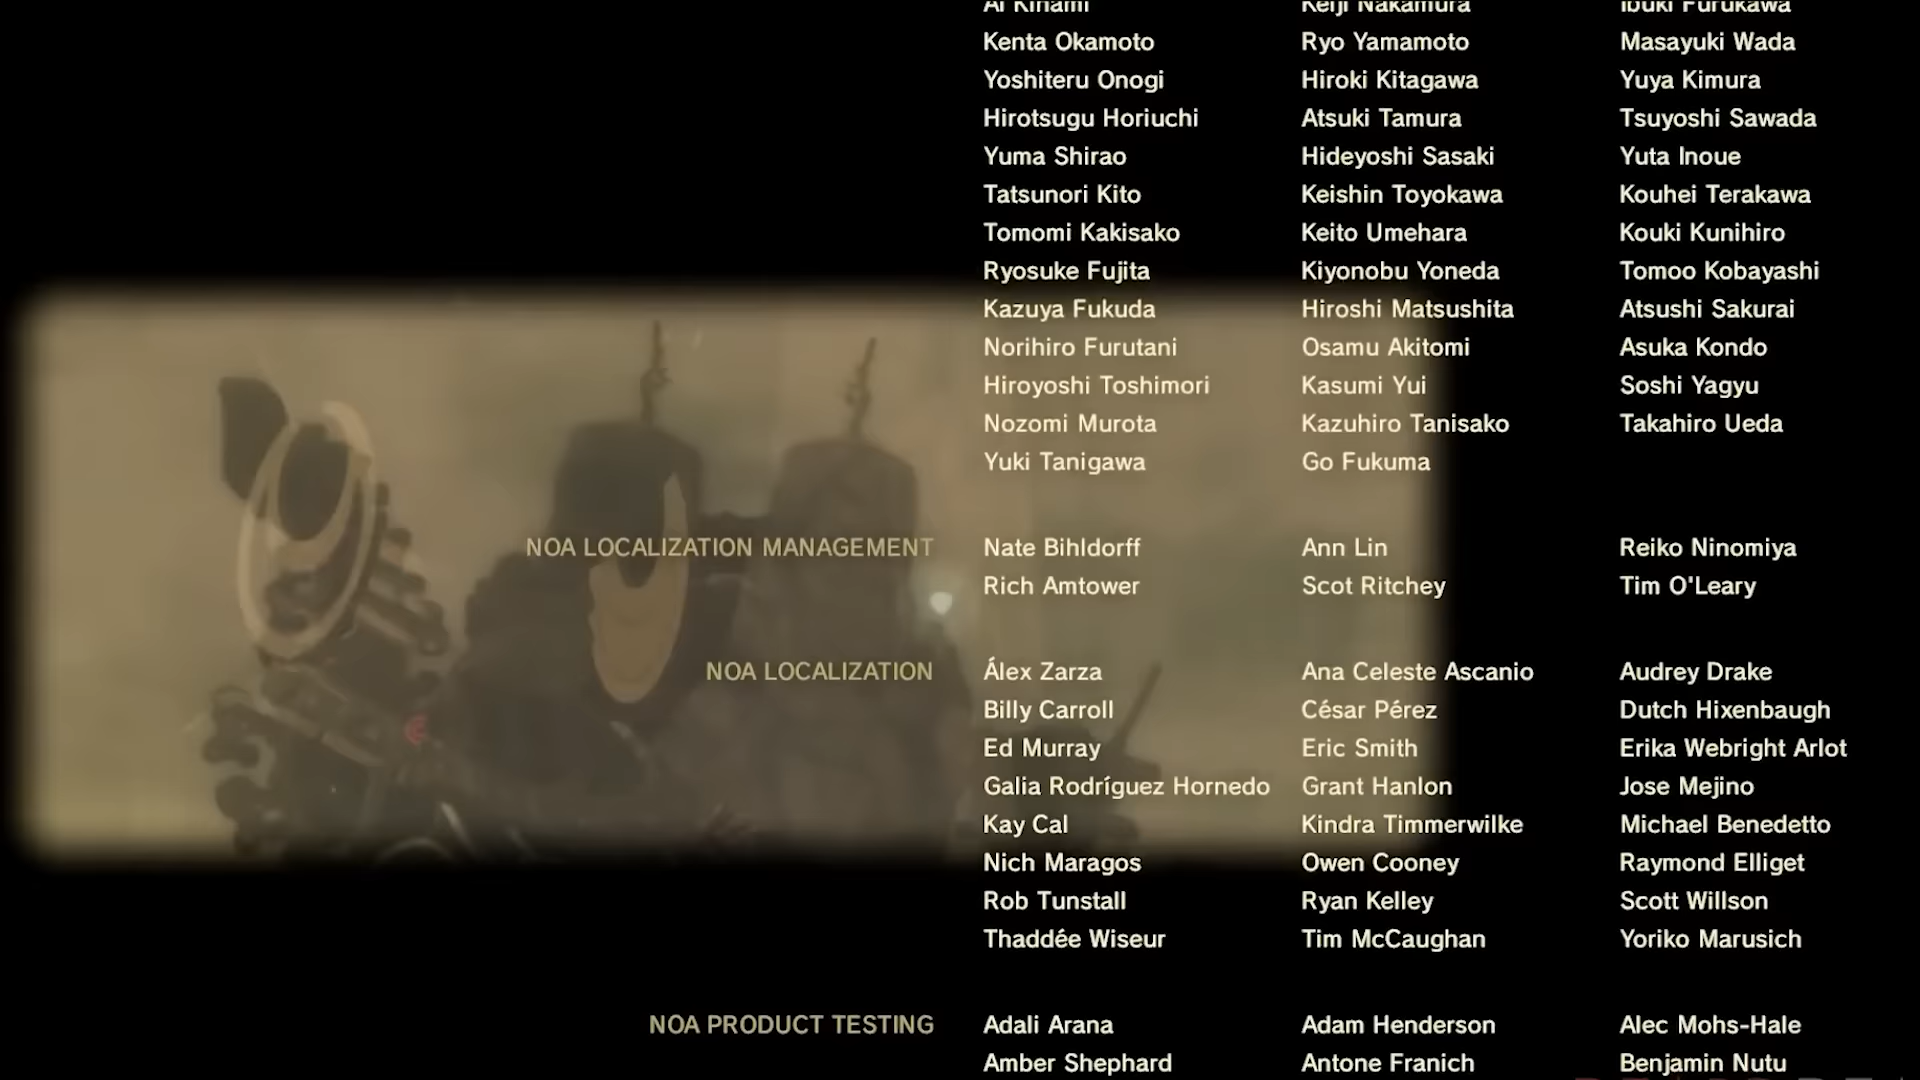 Ai Kinami Keiji Nakamura Ibuki Furukawa
Kenta Okamoto Ryo Yamamoto Masayuki Wada
Yoshiteru Onogi Hiroki Kitagawa Yuya Kimura
Hirotsugu Horiuchi Atsuki Tamura Tsuyoshi Sawada
Yuma Shirao Hideyoshi Sasaki Yuta Inoue
Tatsunori Kito Keishin Toyokawa Kouhei Terakawa
Tomomi Kakisako Keito Umehara Kouki Kunihiro
Ryosuke Fujita Kiyonobu Yoneda Tomoo Kobayashi
Kazuya Fukuda Hiroshi Matsushita Atsushi Sakurai
Norihiro Furutani Osamu Akitomi Asuka Kondo
Hiroyoshi Toshimori Kasumi Yui Soshi Yagyu
Nozomi Murota Kazuhiro Tanisako Takahiro Ueda
Yuki Tanigawa Go Fukuma
NOA LOCALIZATION MANAGEMENT Nate Bihldorff Ann Lin Reiko Ninomiya
Rich Amtower Scot Ritchey Tim O'Leary
NOA LOCALIZATION Álex Zarza Ana Celeste Ascanio Audrey Drake
Billy Carroll César Pérez Dutch Hixenbaugh
Ed Murray Eric Smith Erika Webright Arlot
Galia Rodríguez Hornedo Grant Hanlon Jose Mejino
Kay Cal Kindra Timmerwilke Michael Benedetto
Nich Maragos Owen Cooney Raymond Elliget
Rob Tunstall Ryan Kelley Scott Willson
Thaddée Wiseur Tim McCaughan Yoriko Marusich
NOA PRODUCT TESTING Adali Arana Adam Henderson Alec Mohs-Hale
Amber Shephard Antone Franich Benjamin Nutu